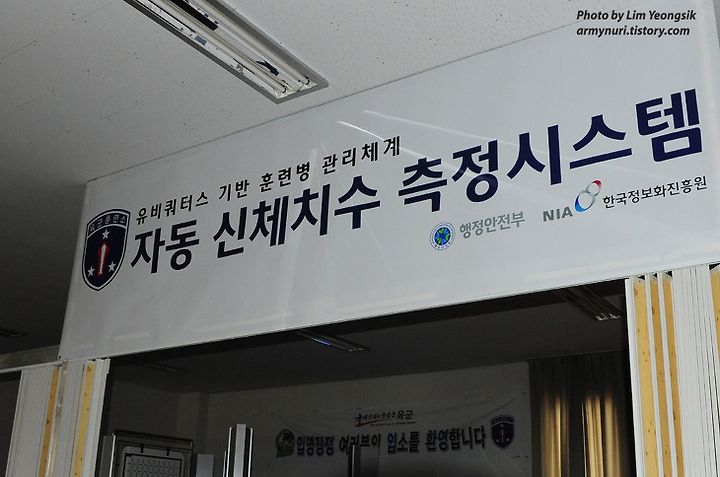 Photo by Lim Yeongsik
armynuri.tistory.com
유비쿼터스 기반 훈련병 관리체계
자동 신체치수 측정시스템
행정안전부 NIA 한국정보화진흥원
육군
입영장정 여러분의 입소를 환영합니다